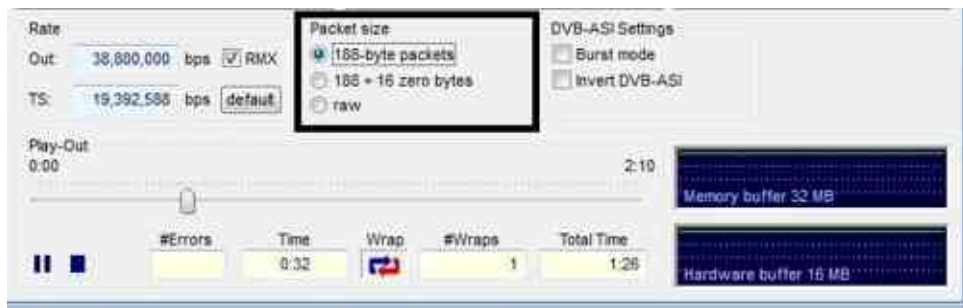 Rate
Out: 38,880,000 bps RMX
TS: 19,392,588 bps default
Packet size
188-byte packets
188 + 16 zero bytes
raw
DVB-ASI Settings
Burst mode
Invert DVB-ASI
Play-Out
0:00 2:10
#Errors Time Wrap #Wraps Total Time
0:32 1 1:26
Memory buffer 32 MB
Hardware buffer 16 MB